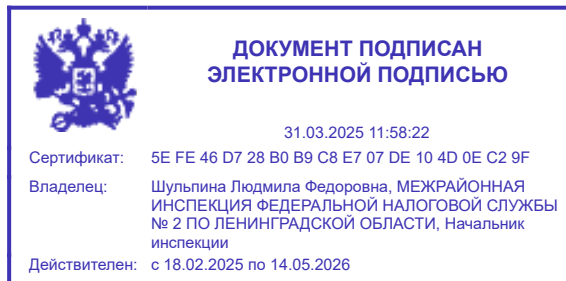 ДОКУМЕНТ ПОДПИСАН
ЭЛЕКТРОННОЙ ПОДПИСЬЮ
31.03.2025 11:58:22
Сертификат: 5E FE 46 D7 28 B0 B9 C8 E7 07 DE 10 4D 0E C2 9F
Владелец: Шульпина Людмила Федоровна, МЕЖРАЙОННАЯ
ИНСПЕКЦИЯ ФЕДЕРАЛЬНОЙ НАЛОГОВОЙ СЛУЖБЫ
№ 2 ПО ЛЕНИНГРАДСКОЙ ОБЛАСТИ, Начальник
инспекции
Действителен: с 18.02.2025 по 14.05.2026